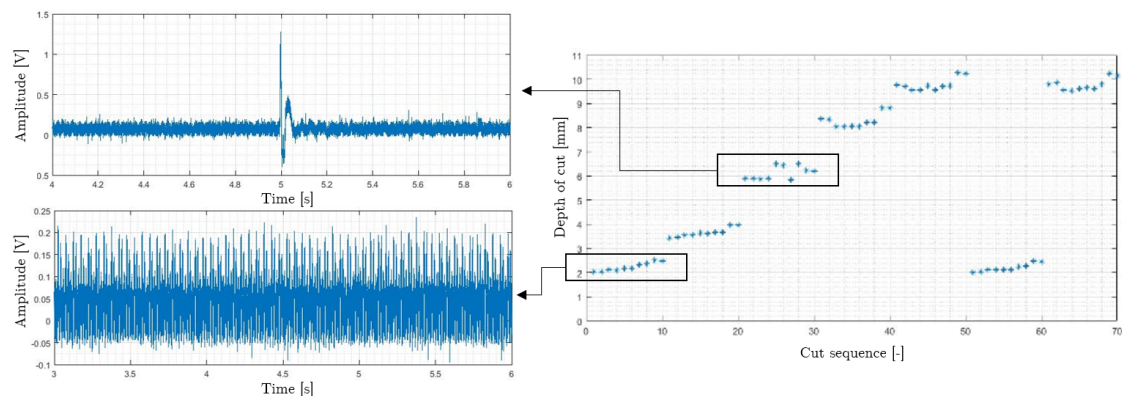 Amplitude [V]
1.5
1
0.5
0
0.5
4 4.2 4.4 4.6 4.8 5 5.2 5.4 5.6 5.8 6
Time [s]
Amplitude [V]
0.25
0.2
0.15
0.1
0.05
0
-0.05
-0.1
3 3.5 4 4.5 5 5.5 6
Time [s]
Depth of cut [mm]
11
10
9
8
7
6
5
4
3
2
1
0
0 10 20 30 40 50 60 70
Cut sequence [-]